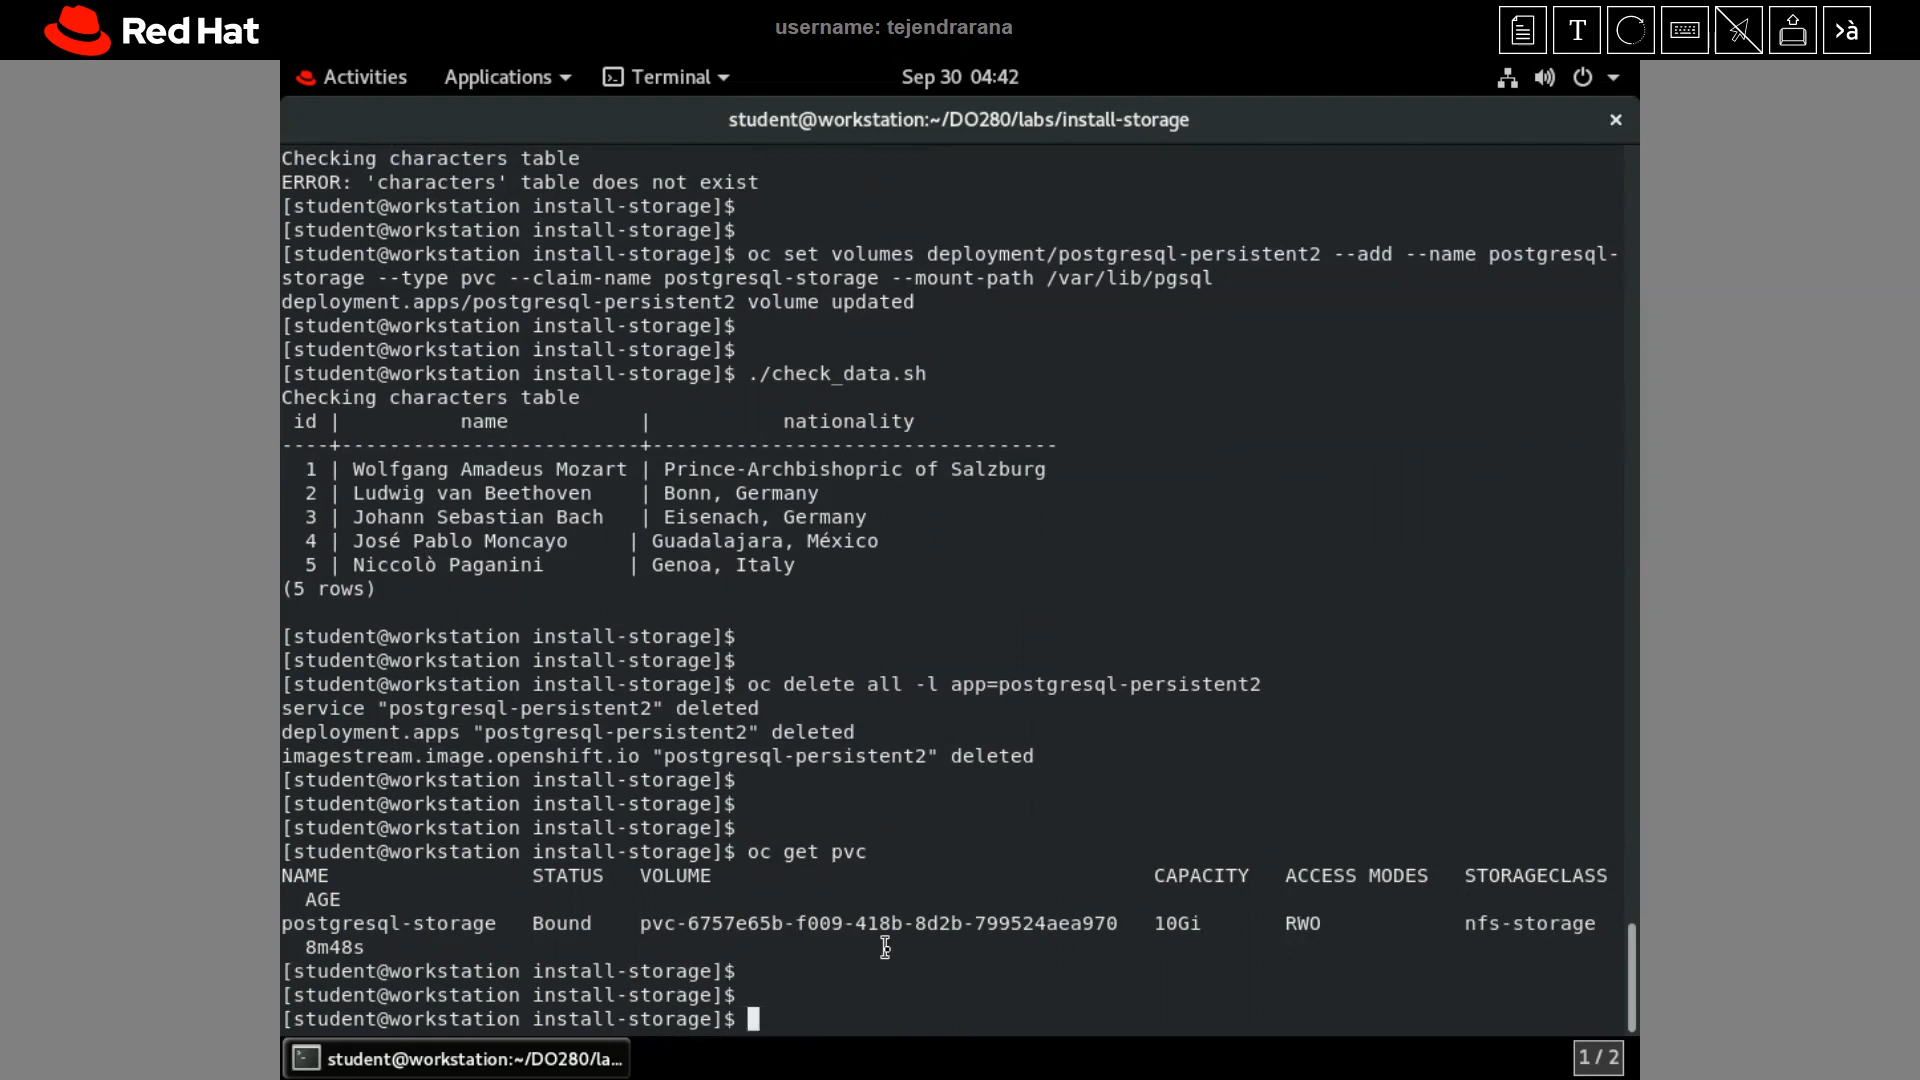 Red Hat
username: tejendrarana
T
>à
Activities Applications Terminal Sep 30 04:42
student@workstation:~/DO280/labs/install-storage ×
Checking characters table
ERROR: 'characters' table does not exist
[student@workstation install-storage]$
[student@workstation install-storage]$
[student@workstation install-storage]$ oc set volumes deployment/postgresql-persistent2 --add --name postgresql-
storage --type pvc --claim-name postgresql-storage --mount-path /var/lib/pgsql
deployment.apps/postgresql-persistent2 volume updated
[student@workstation install-storage]$
[student@workstation install-storage]$
[student@workstation install-storage]$ ./check_data.sh
Checking characters table
 id |          name           |           nationality
----+-------------------------+----------------------------------
  1 | Wolfgang Amadeus Mozart | Prince-Archbishopric of Salzburg
  2 | Ludwig van Beethoven    | Bonn, Germany
  3 | Johann Sebastian Bach   | Eisenach, Germany
  4 | José Pablo Moncayo     | Guadalajara, México
  5 | Niccolò Paganini       | Genoa, Italy
(5 rows)
[student@workstation install-storage]$
[student@workstation install-storage]$
[student@workstation install-storage]$ oc delete all -l app=postgresql-persistent2
service "postgresql-persistent2" deleted
deployment.apps "postgresql-persistent2" deleted
imagestream.image.openshift.io "postgresql-persistent2" deleted
[student@workstation install-storage]$
[student@workstation install-storage]$
[student@workstation install-storage]$
[student@workstation install-storage]$ oc get pvc
NAME                 STATUS   VOLUME                                     CAPACITY   ACCESS MODES   STORAGECLASS
  AGE
postgresql-storage   Bound    pvc-6757e65b-f009-418b-8d2b-799524aea970   10Gi       RWO            nfs-storage
  8m48s
[student@workstation install-storage]$
[student@workstation install-storage]$
[student@workstation install-storage]$
student@workstation:~/DO280/la... 1 / 2